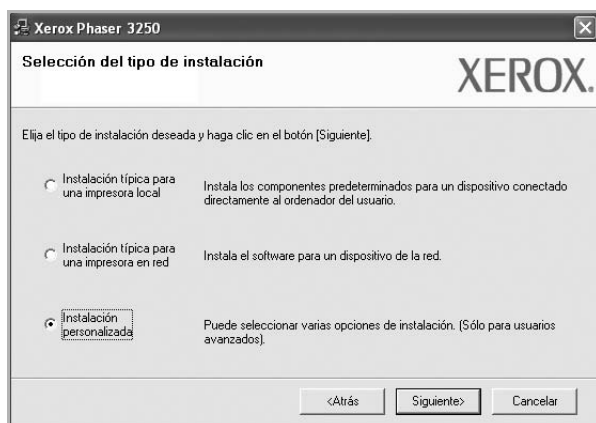 Xerox Phaser 3250
Selección del tipo de instalación
XEROX.
Elija el tipo de instalación deseada y haga clic en el botón [Siguiente].
Instalación típica para
una impresora local
Instala los componentes predeterminados para un dispositivo conectado
directamente al ordenador del usuario.
Instalación típica para
una impresora en red
Instala el software para un dispositivo de la red.
Instalación
personalizada
Puede seleccionar varias opciones de instalación. (Sólo para usuarios
avanzados).
<Atrás
Siguiente>
Cancelar